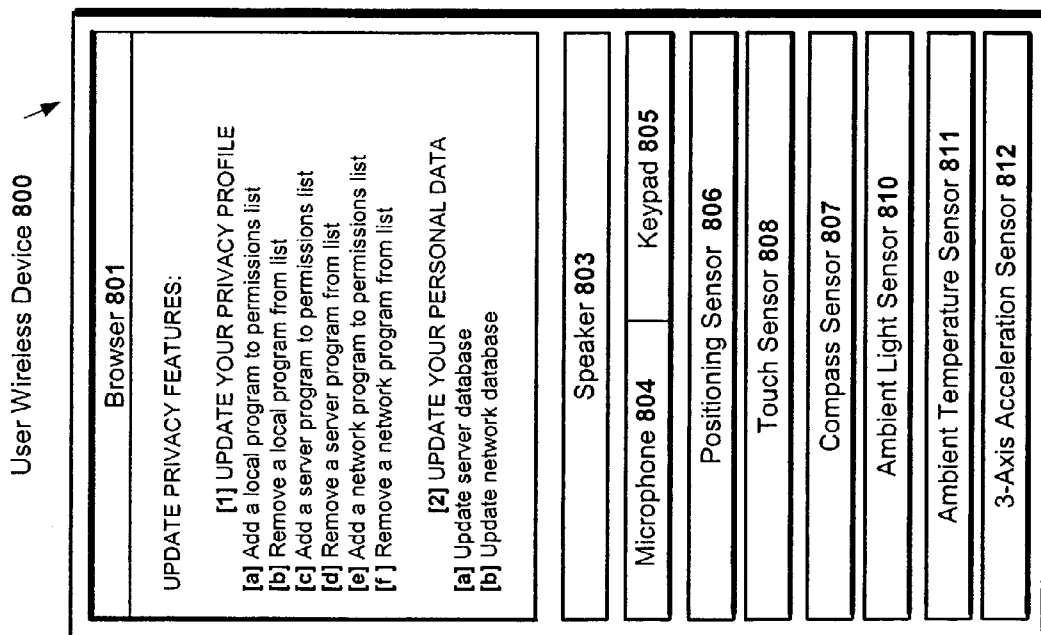 User Wireless Device 800
Browser 801
UPDATE PRIVACY FEATURES:
[1] UPDATE YOUR PRIVACY PROFILE
[a] Add a local program to permissions list
[b] Remove a local program from list
[c] Add a server program to permissions list
[d] Remove a server program from list
[e] Add a network program to permissions list
[f ] Remove a network program from list
[2] UPDATE YOUR PERSONAL DATA
[a] Update server database
[b] Update network database
Speaker 803
Microphone 804
Keypad 805
Positioning Sensor 806
Touch Sensor 808
Compass Sensor 807
Ambient Light Sensor 810
Ambient Temperature Sensor 811
3-Axis Acceleration Sensor 812